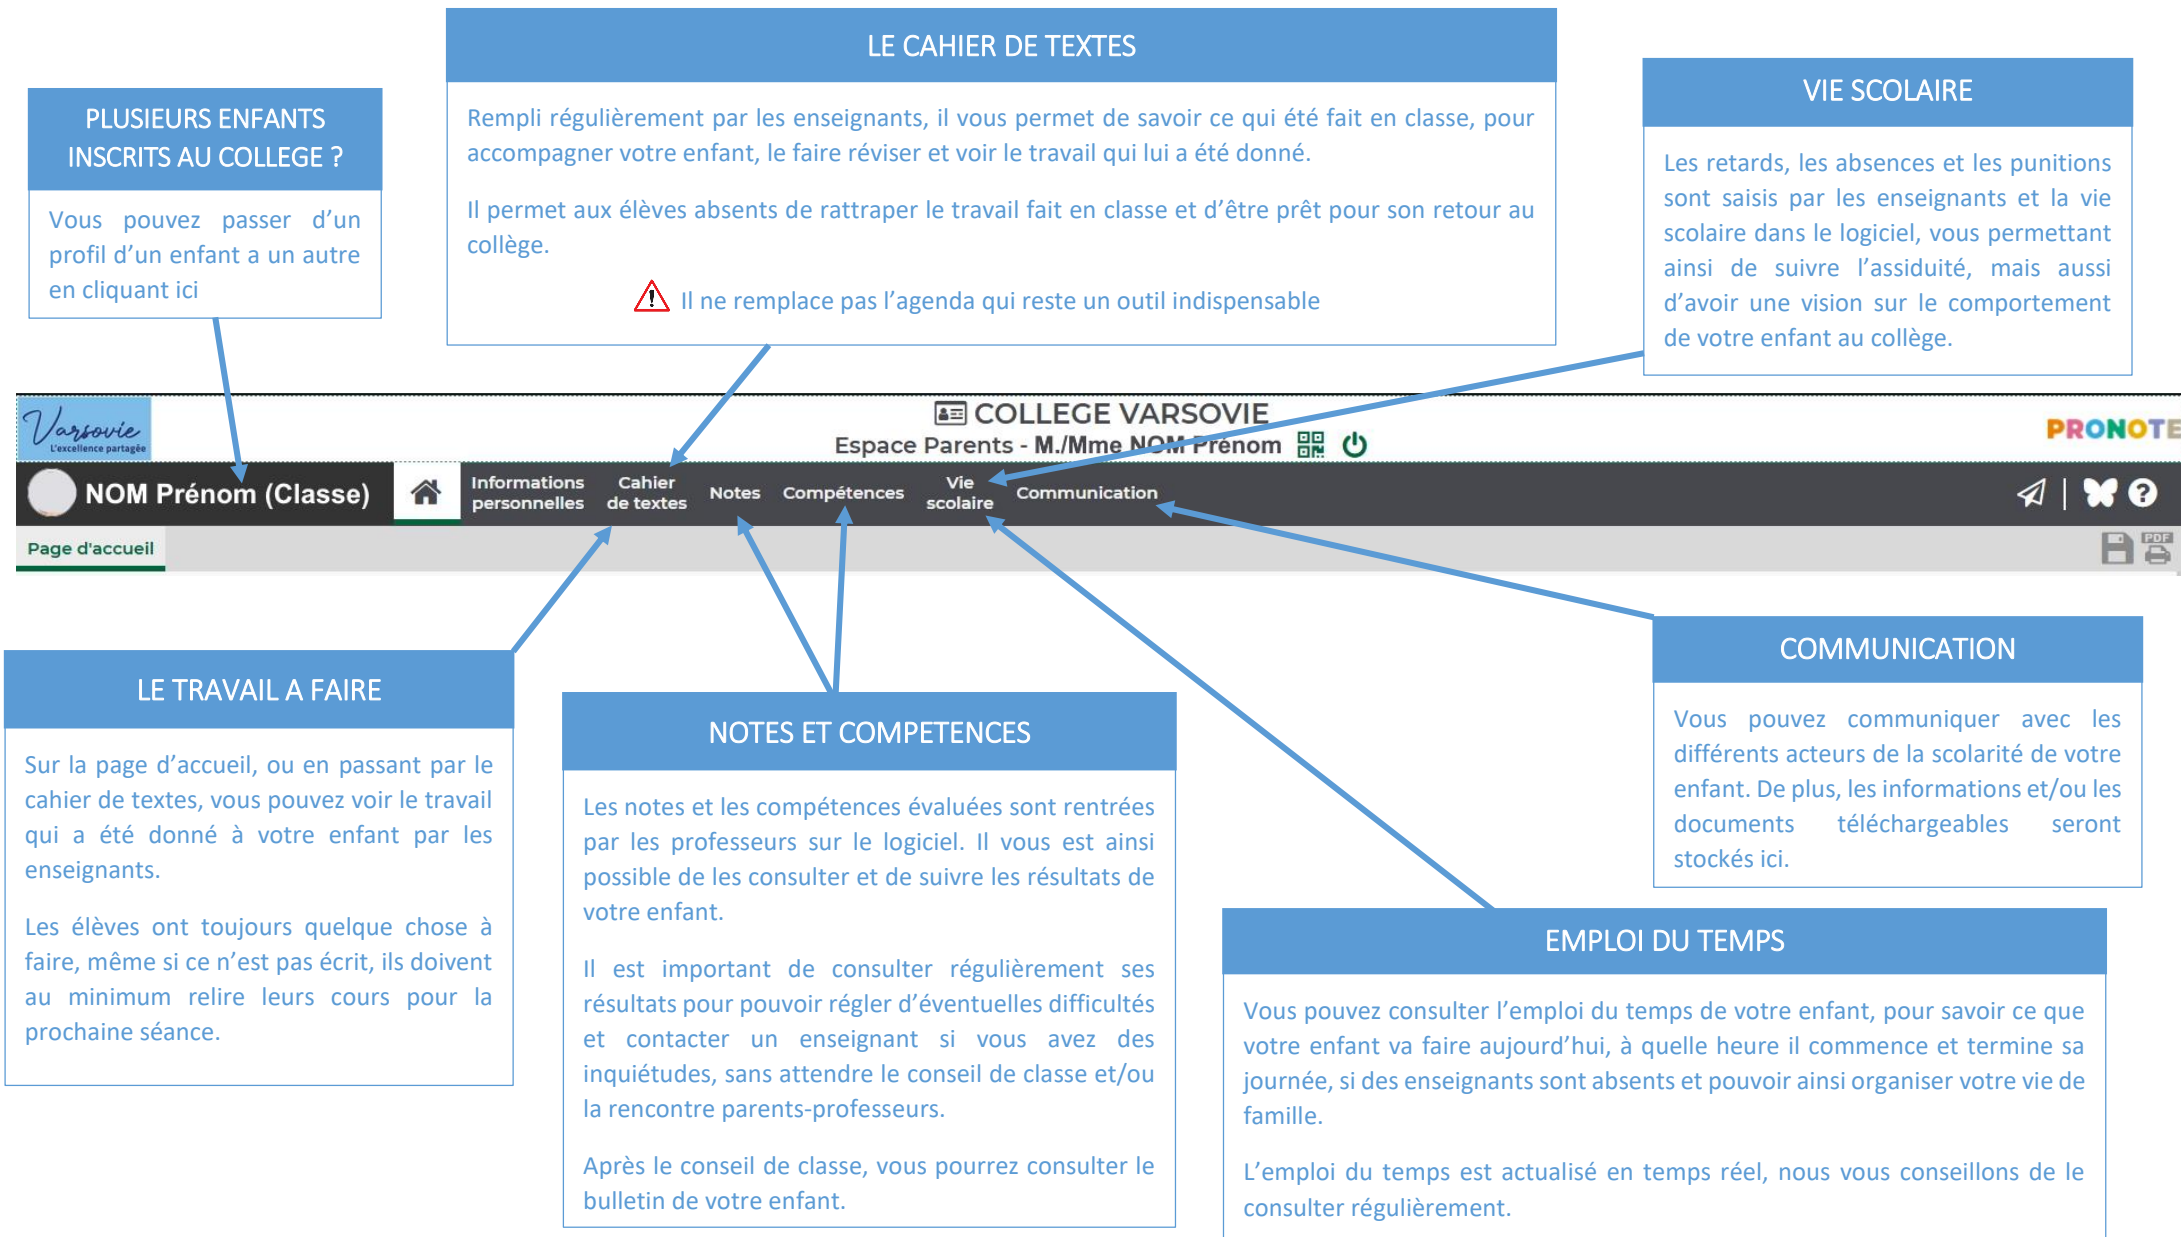 LE CAHIER DE TEXTES
Rempli régulièrement par les enseignants, il vous permet de savoir ce qui été fait en classe, pour
accompagner votre enfant, le faire réviser et voir le travail qui lui a été donné.
Il permet aux élèves absents de rattraper le travail fait en classe et d'être prêt pour son retour au
collège.
Il ne remplace pas l'agenda qui reste un outil indispensable
PLUSIEURS ENFANTS
INSCRITS AU COLLEGE ?
Vous pouvez passer d'un
profil d'un enfant a un autre
en cliquant ici
VIE SCOLAIRE
Les retards, les absences et les punitions
sont saisis par les enseignants et la vie
scolaire dans le logiciel, vous permettant
ainsi de suivre l'assiduité, mais aussi
d'avoir une vision sur le comportement
de votre enfant au collège.
Varsovie
L'excellence partagée
COLLEGE VARSOVIE
Espace Parents - M./Mme NOM Prénom
PRONOTE
NOM Prénom (Classe)
Informations
personnelles
Cahier
de textes
Notes
Compétences
Vie
scolaire
Communication
Page d'accueil
PDF
LE TRAVAIL A FAIRE
Sur la page d'accueil, ou en passant par le
cahier de textes, vous pouvez voir le travail
qui a été donné à votre enfant par les
enseignants.
Les élèves ont toujours quelque chose à
faire, même si ce n'est pas écrit, ils doivent
au minimum relire leurs cours pour la
prochaine séance.
NOTES ET COMPETENCES
Les notes et les compétences évaluées sont rentrées
par les professeurs sur le logiciel. Il vous est ainsi
possible de les consulter et de suivre les résultats de
votre enfant.
Il est important de consulter régulièrement ses
résultats pour pouvoir régler d'éventuelles difficultés
et contacter un enseignant si vous avez des
inquiétudes, sans attendre le conseil de classe et/ou
la rencontre parents-professeurs.
Après le conseil de classe, vous pourrez consulter le
bulletin de votre enfant.
COMMUNICATION
Vous pouvez communiquer avec les
différents acteurs de la scolarité de votre
enfant. De plus, les informations et/ou les
documents téléchargeables seront
stockés ici.
EMPLOI DU TEMPS
Vous pouvez consulter l'emploi du temps de votre enfant, pour savoir ce que
votre enfant va faire aujourd'hui, à quelle heure il commence et termine sa
journée, si des enseignants sont absents et pouvoir ainsi organiser votre vie de
famille.
L'emploi du temps est actualisé en temps réel, nous vous conseillons de le
consulter régulièrement.